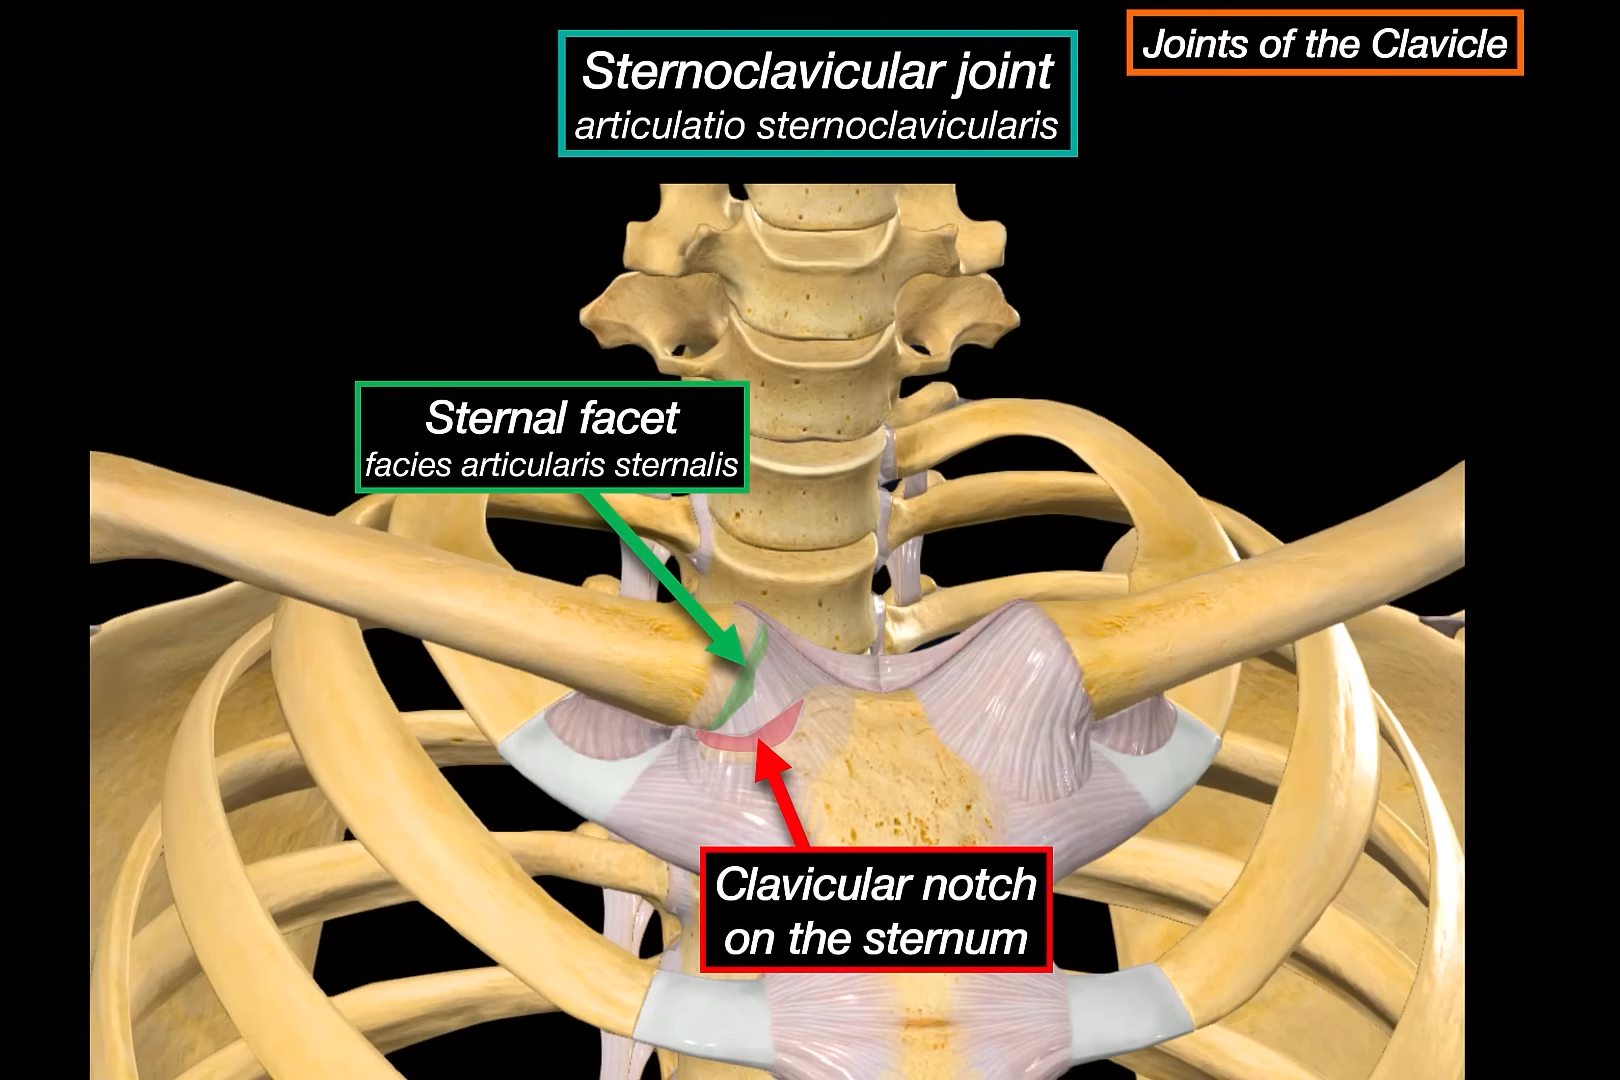 Joints of the Clavicle
Sternoclavicular joint
articulatio sternoclavicularis
Sternal facet
facies articularis sternalis
Clavicular notch
on the sternum